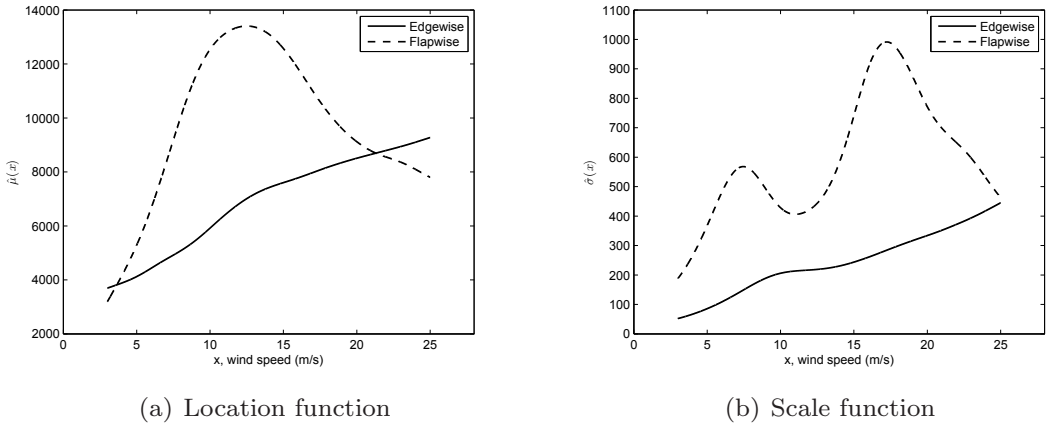 14000
12000
10000
8000
6000
4000
2000
μ̂(x)
Edgewise
Flapwise
0 5 10 15 20 25
x, wind speed (m/s)
(a) Location function
1100
1000
900
800
700
600
500
400
300
200
100
0
σ̂(x)
Edgewise
Flapwise
0 5 10 15 20 25
x, wind speed (m/s)
(b) Scale function